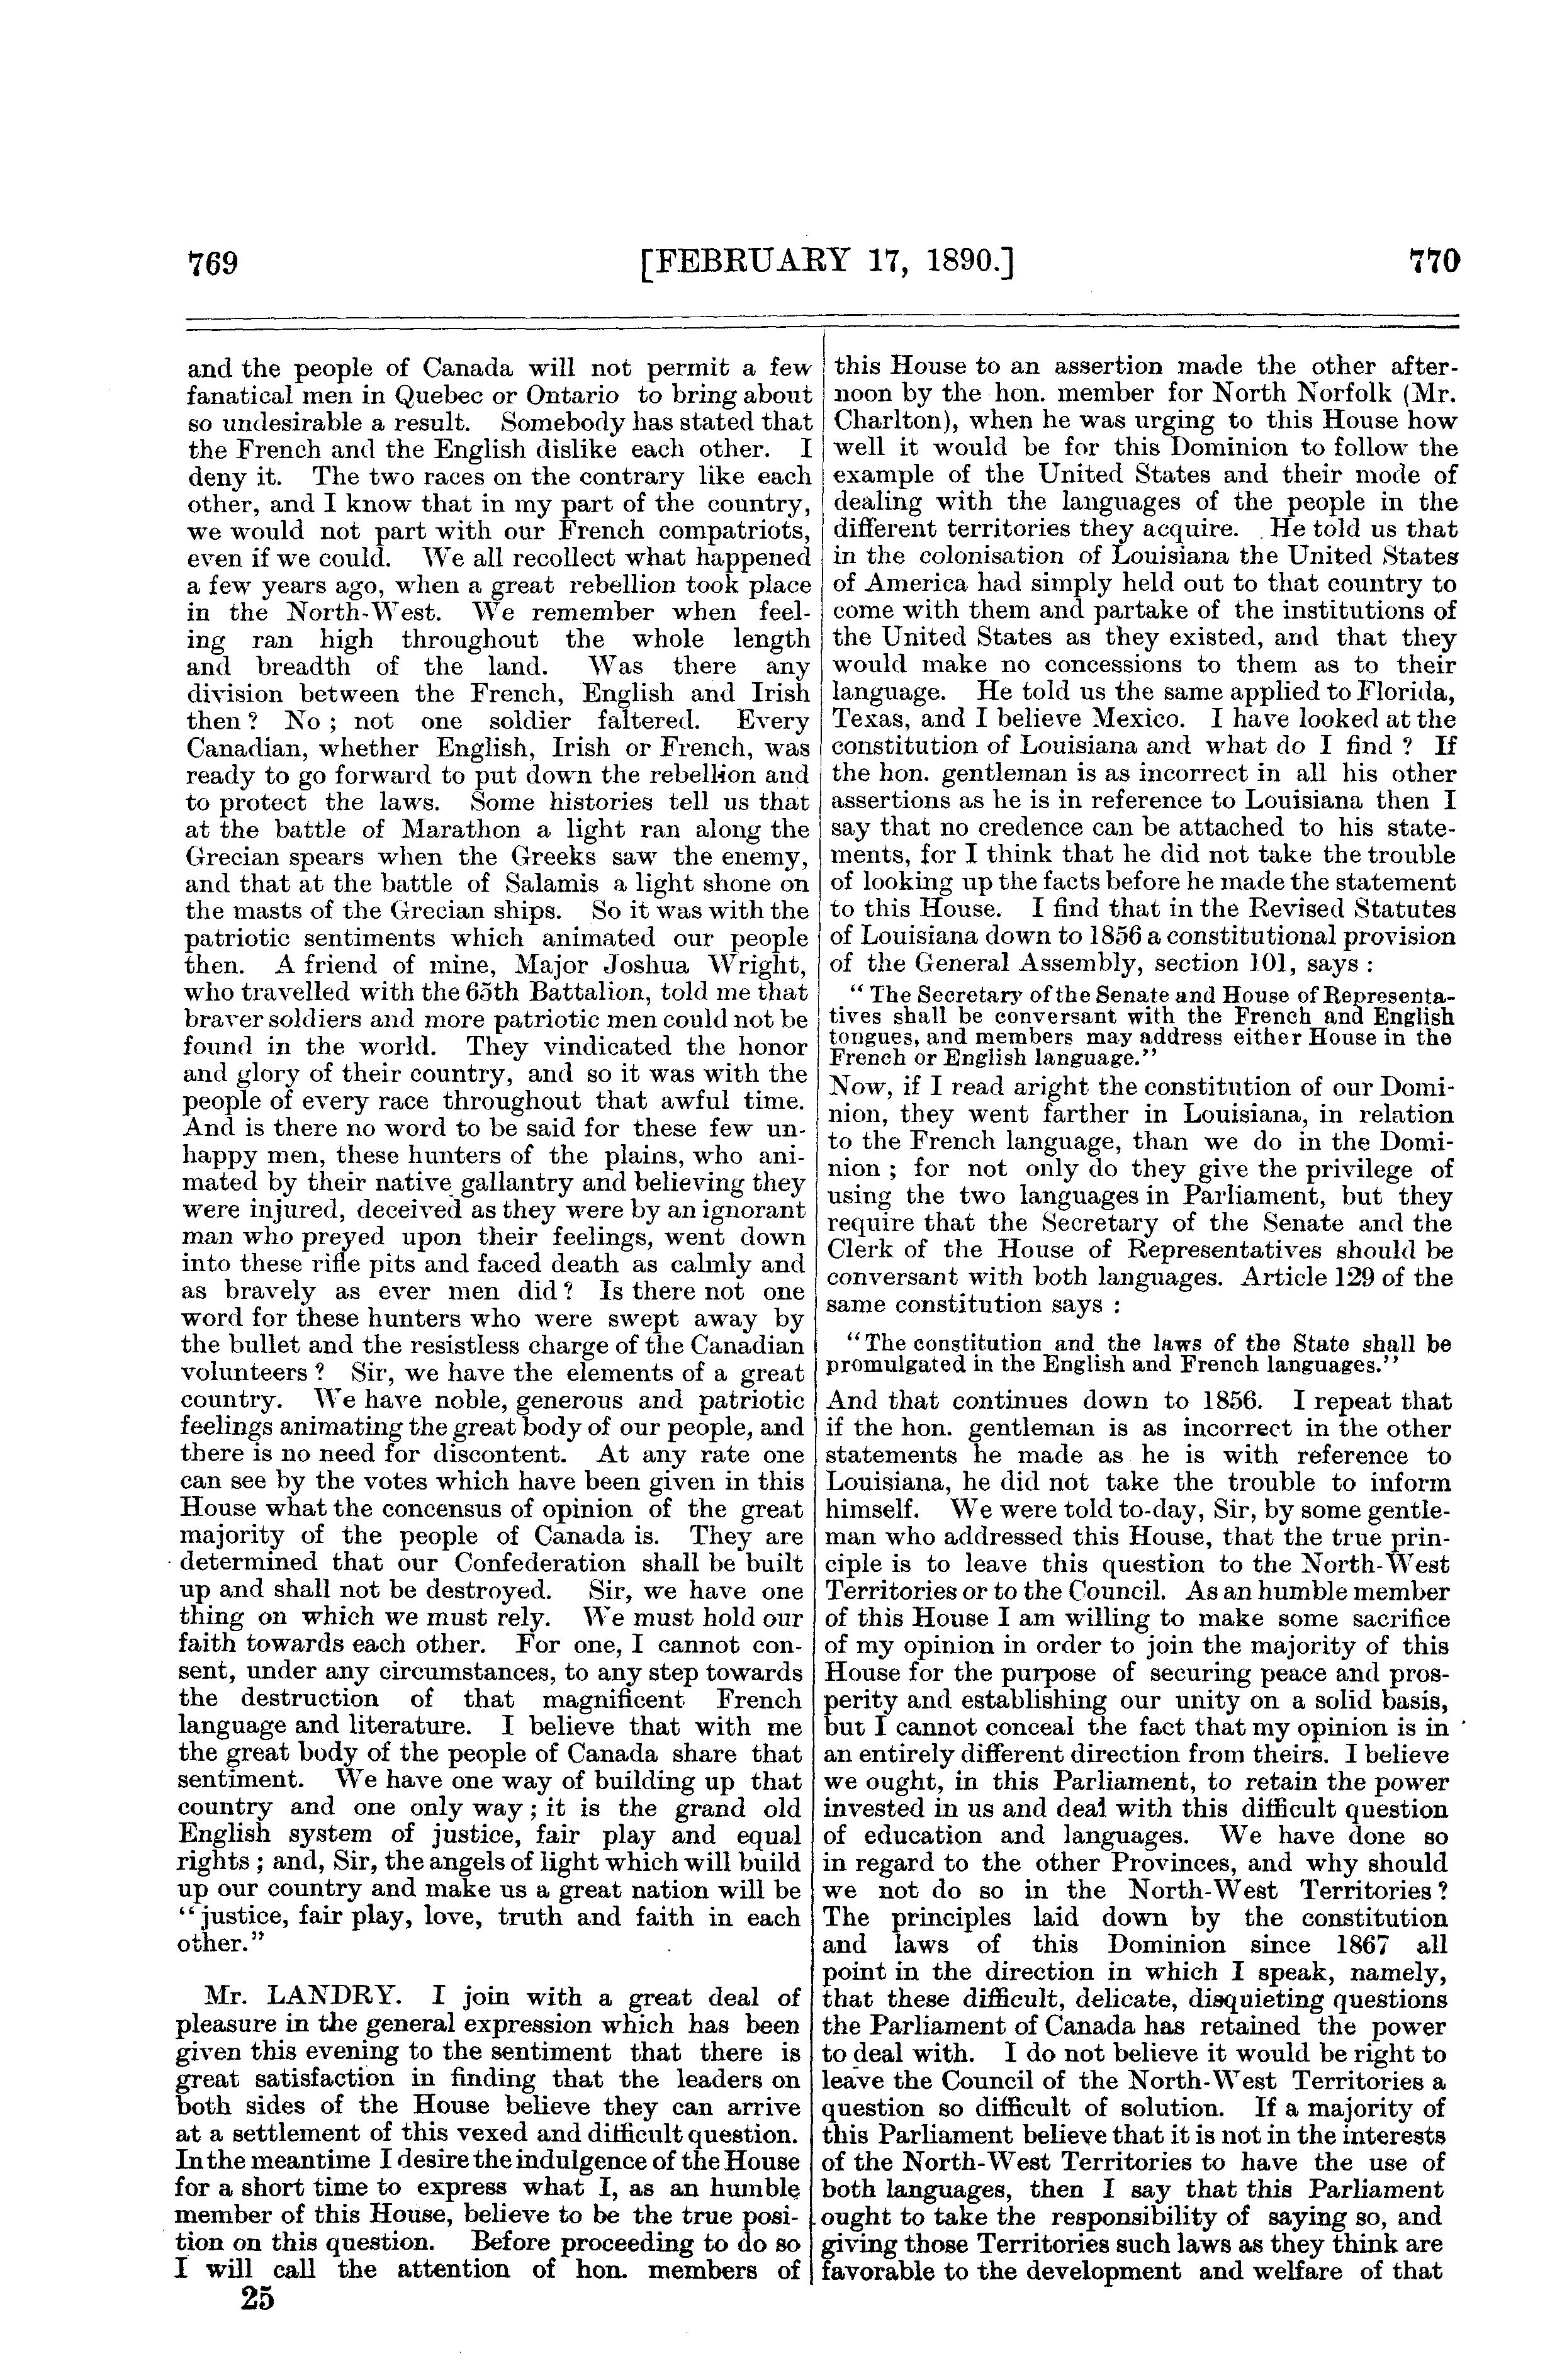 769
[FEBRUARY 17, 1890.]
770
and the people of Canada will not permit a few
fanatical men in Quebec or Ontario to bring about
so undesirable a result. Somebody has stated that
the French and the English dislike each other. I
deny it. The two races on the contrary like each
other, and I know that in my part of the country,
we would not part with our French compatriots,
even if we could. We all recollect what happened
a few years ago, when a great rebellion took place
in the North-West. We remember when feel-
ing ran high throughout the whole length
and breadth of the land. Was there any
division between the French, English and Irish
then? No; not one soldier faltered. Every
Canadian, whether English, Irish or French, was
ready to go forward to put down the rebellion and
to protect the laws. Some histories tell us that
at the battle of Marathon a light ran along the
Grecian spears when the Greeks saw the enemy,
and that at the battle of Salamis a light shone on
the masts of the Grecian ships. So it was with the
patriotic sentiments which animated our people
then. A friend of mine, Major Joshua Wright,
who travelled with the 65th Battalion, told me that
braver soldiers and more patriotic men could not be
found in the world. They vindicated the honor
and glory of their country, and so it was with the
people of every race throughout that awful time.
And is there no word to be said for these few un-
happy men, these hunters of the plains, who ani-
mated by their native gallantry and believing they
were injured, deceived as they were by an ignorant
man who preyed upon their feelings, went down
into these rifle pits and faced death as calmly and
as bravely as ever men did? Is there not one
word for these hunters who were swept away by
the bullet and the resistless charge of the Canadian
volunteers? Sir, we have the elements of a great
country. We have noble, generous and patriotic
feelings animating the great body of our people, and
there is no need for discontent. At any rate one
can see by the votes which have been given in this
House what the concensus of opinion of the great
majority of the people of Canada is. They are
determined that our Confederation shall be built
up and shall not be destroyed. Sir, we have one
thing on which we must rely. We must hold our
faith towards each other. For one, I cannot con-
sent, under any circumstances, to any step towards
the destruction of that magnificent French
language and literature. I believe that with me
the great body of the people of Canada share that
sentiment. We have one way of building up that
country and one only way; it is the grand old
English system of justice, fair play and equal
rights; and, Sir, the angels of light which will build
up our country and make us a great nation will be
"justice, fair play, love, truth and faith in each
other."
Mr. LANDRY. I join with a great deal of
pleasure in the general expression which has been
given this evening to the sentiment that there is
great satisfaction in finding that the leaders on
both sides of the House believe they can arrive
at a settlement of this vexed and difficult question.
In the meantime I desire the indulgence of the House
for a short time to express what I, as an humble
member of this House, believe to be the true posi-
tion on this question. Before proceeding to do so
I will call the attention of hon. members of
25
this House to an assertion made the other after-
noon by the hon. member for North Norfolk (Mr.
Charlton), when he was urging to this House how
well it would be for this Dominion to follow the
example of the United States and their mode of
dealing with the languages of the people in the
different territories they acquire. He told us that
in the colonisation of Louisiana the United States
of America had simply held out to that country to
come with them and partake of the institutions of
the United States as they existed, and that they
would make no concessions to them as to their
language. He told us the same applied to Florida,
Texas, and I believe Mexico. I have looked at the
constitution of Louisiana and what do I find? If
the hon. gentleman is as incorrect in all his other
assertions as he is in reference to Louisiana then I
say that no credence can be attached to his state-
ments, for I think that he did not take the trouble
of looking up the facts before he made the statement
to this House. I find that in the Revised Statutes
of Louisiana down to 1856 a constitutional provision
of the General Assembly, section 101, says:
"The Secretary of the Senate and House of Representa-
tives shall be conversant with the French and English
tongues, and members may address either House in the
French or English language."
Now, if I read aright the constitution of our Domi-
nion, they went farther in Louisiana, in relation
to the French language, than we do in the Domi-
nion; for not only do they give the privilege of
using the two languages in Parliament, but they
require that the Secretary of the Senate and the
Clerk of the House of Representatives should be
conversant with both languages. Article 129 of the
same constitution says:
"The constitution and the laws of the State shall be
promulgated in the English and French languages."
And that continues down to 1856. I repeat that
if the hon. gentleman is as incorrect in the other
statements he made as he is with reference to
Louisiana, he did not take the trouble to inform
himself. We were told to-day, Sir, by some gentle-
man who addressed this House, that the true prin-
ciple is to leave this question to the North-West
Territories or to the Council. As an humble member
of this House I am willing to make some sacrifice
of my opinion in order to join the majority of this
House for the purpose of securing peace and pros-
perity and establishing our unity on a solid basis,
but I cannot conceal the fact that my opinion is in
an entirely different direction from theirs. I believe
we ought, in this Parliament, to retain the power
invested in us and deal with this difficult question
of education and languages. We have done so
in regard to the other Provinces, and why should
we not do so in the North-West Territories?
The principles laid down by the constitution
and laws of this Dominion since 1867 all
point in the direction in which I speak, namely,
that these difficult, delicate, disquieting questions
the Parliament of Canada has retained the power
to deal with. I do not believe it would be right to
leave the Council of the North-West Territories a
question so difficult of solution. If a majority of
this Parliament believe that it is not in the interests
of the North-West Territories to have the use of
both languages, then I say that this Parliament
ought to take the responsibility of saying so, and
giving those Territories such laws as they think are
favorable to the development and welfare of that